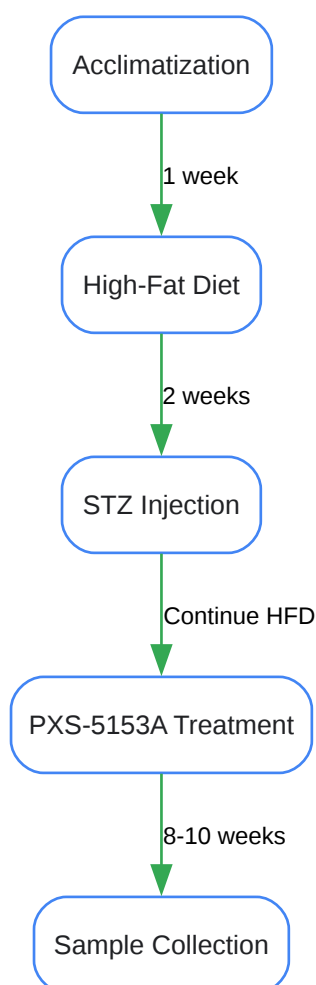 Acclimatization
1 week
High-Fat Diet
2 weeks
STZ Injection
Continue HFD
PXS-5153A Treatment
8-10 weeks
Sample Collection